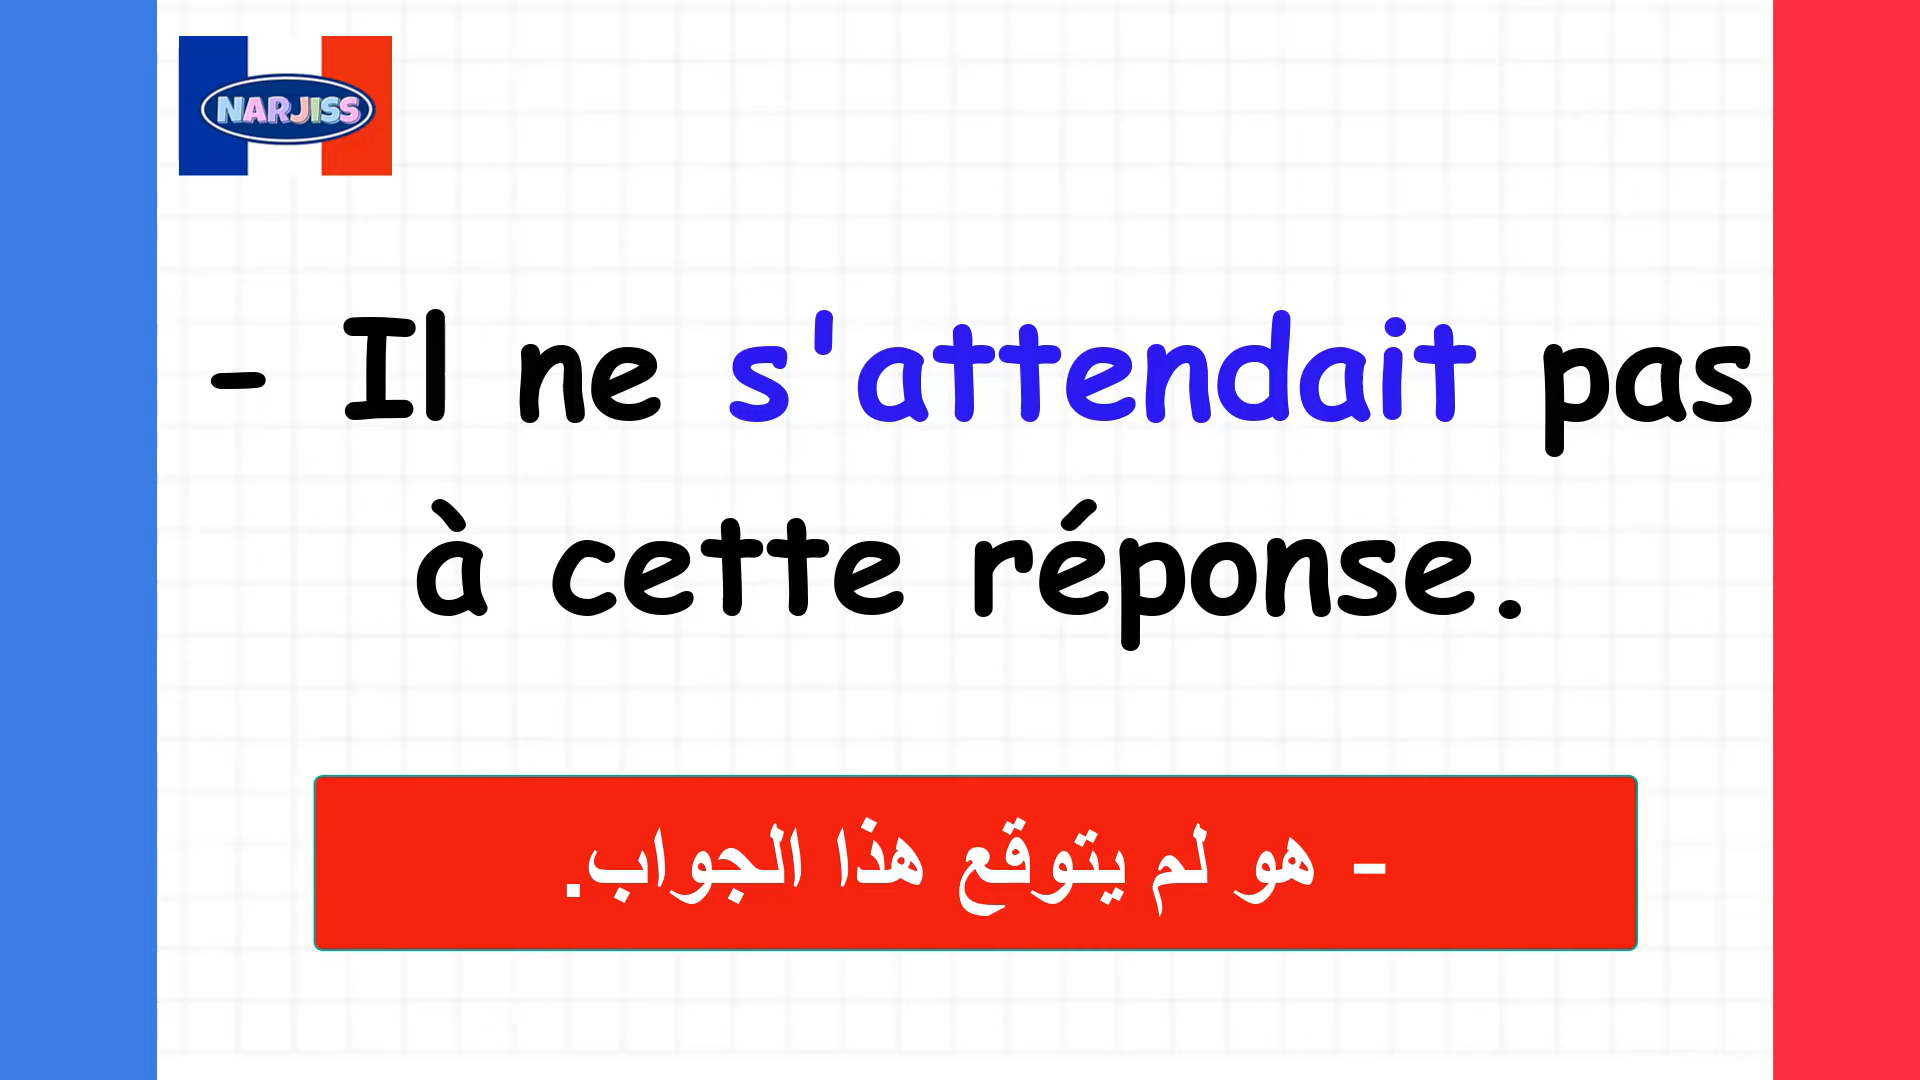 NARJISS
- Il ne s'attendait pas
à cette réponse.
- هو لم يتوقع هذا الجواب.